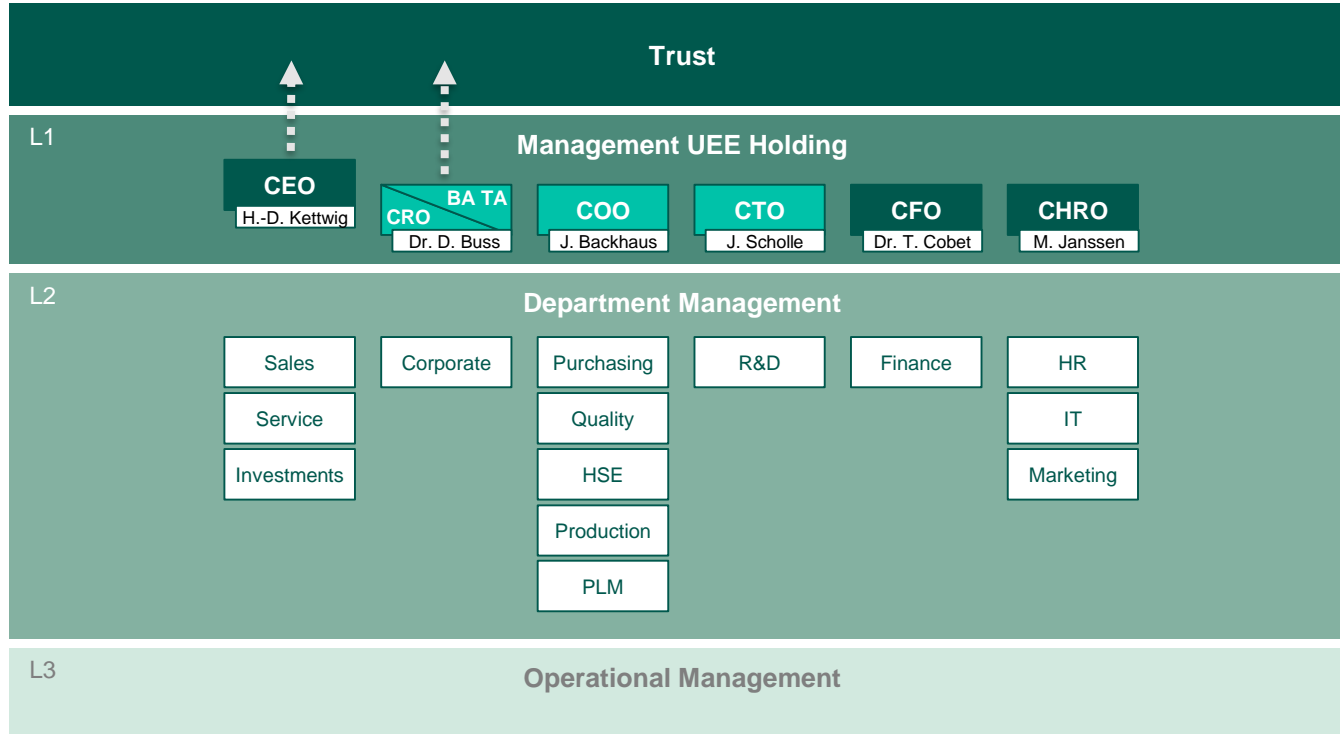 Trust
L1
Management UEE Holding
CEO
H.-D. Kettwig
BA TA
CRO
Dr. D. Buss
COO
J. Backhaus
CTO
J. Scholle
CFO
Dr. T. Cobet
CHRO
M. Janssen
L2
Department Management
Sales
Corporate
Purchasing
R&D
Finance
HR
Service
Quality
IT
Investments
HSE
Marketing
Production
PLM
L3
Operational Management